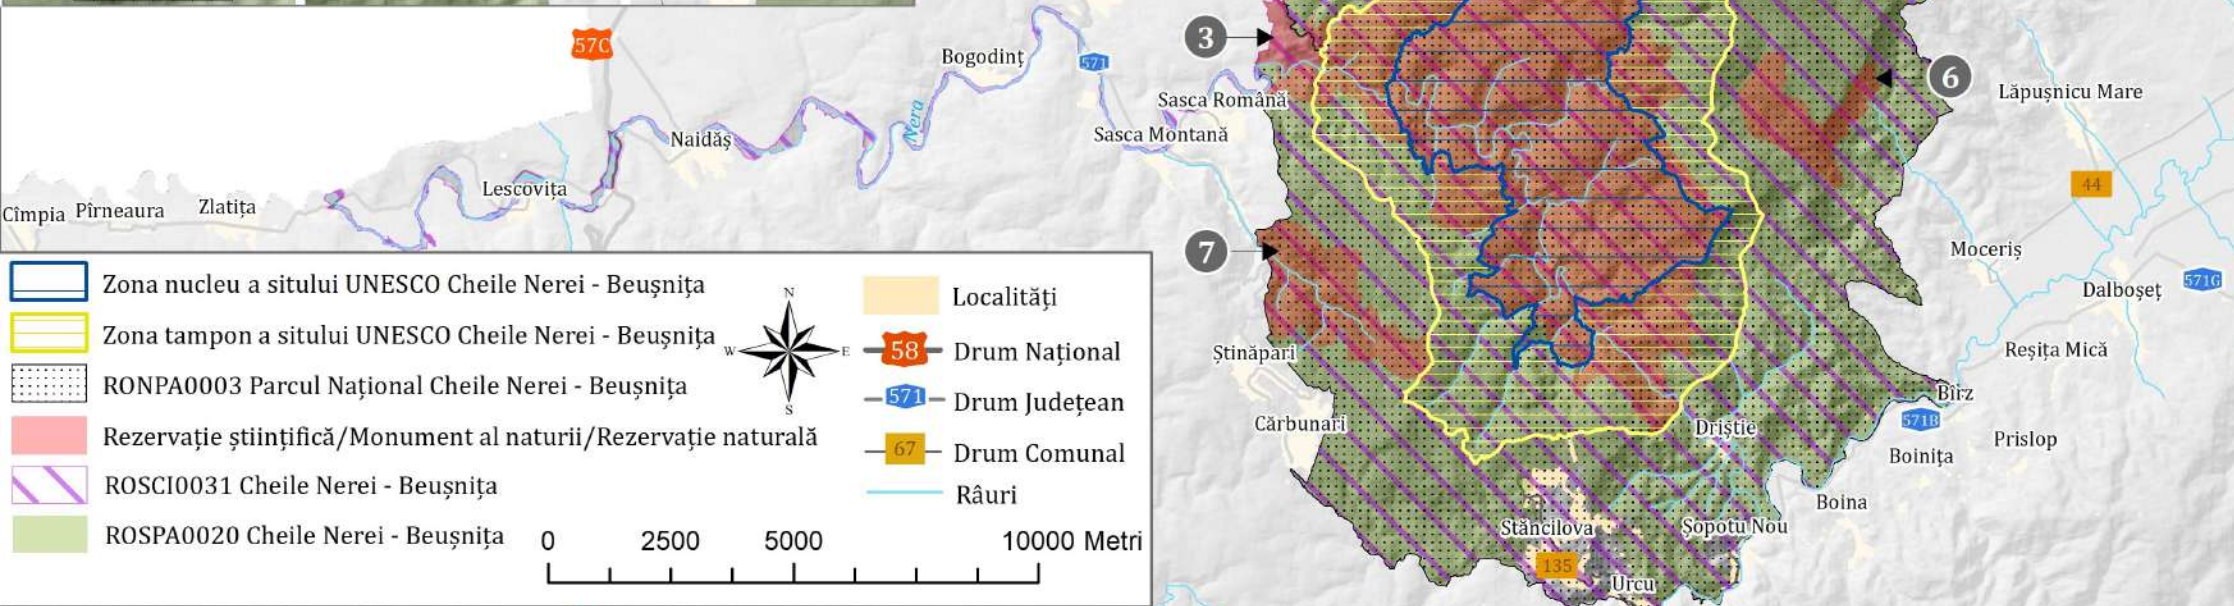 57C
Bogodinț
571
Nera
Naidăș
Lescovița
Cîmpia
Pîrneaura
Zlatița
3
Sasca Română
Sasca Montană
6
Lăpușnicu Mare
44
7
Moceriș
571G
Dalboșeț
Știnăpari
Reșița Mică
Bîrz
571B
Cărbunari
Driștie
Prislop
Boinița
Boina
Stăncilova
Șopotu Nou
135
Urcu
Zona nucleu a sitului UNESCO Cheile Nerei - Beușnița
Zona tampon a sitului UNESCO Cheile Nerei - Beușnița
RONPA0003 Parcul Național Cheile Nerei - Beușnița
Rezervație științifică/Monument al naturii/Rezervație naturală
ROSCI0031 Cheile Nerei - Beușnița
ROSPA0020 Cheile Nerei - Beușnița
N
W E
S
Localități
58 Drum Național
571 Drum Județean
67 Drum Comunal
Râuri
0 2500 5000 10000 Metri